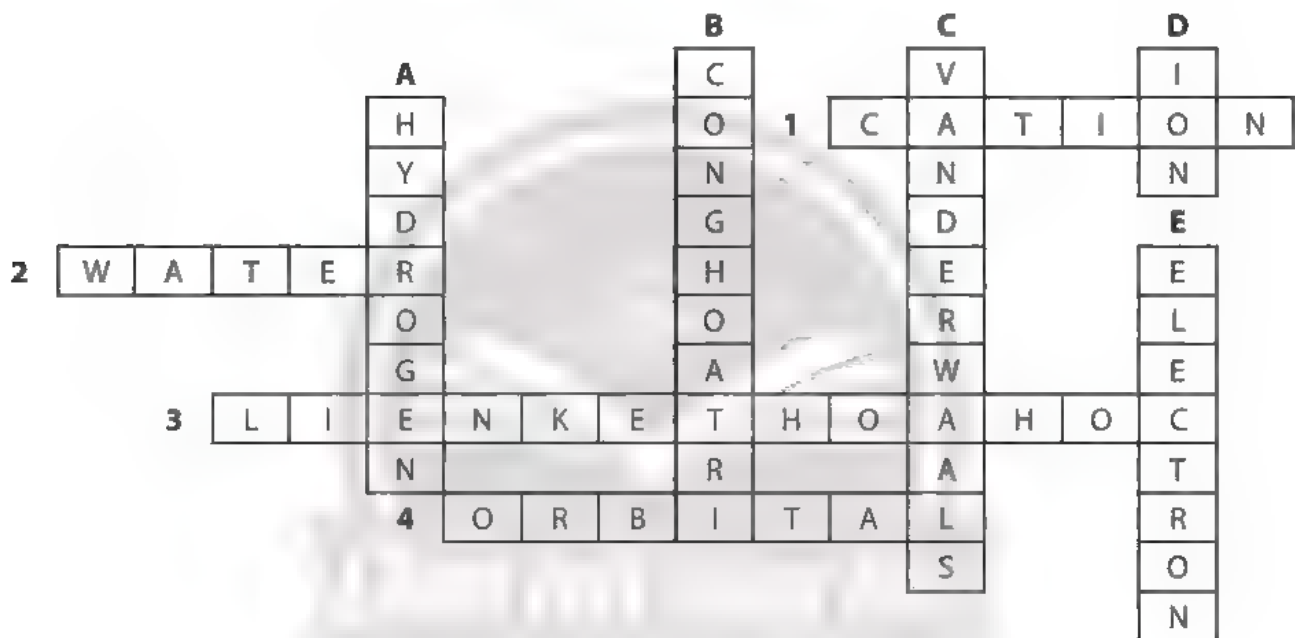 B C D
A C V I
H O 1 C A T I O N
Y N N N
D G D E
2 W A T E R H E E
O O R L
G A W E
3 L I E N K E T H O A H O C
N R A T
4 O R B I T A L R
S O
N